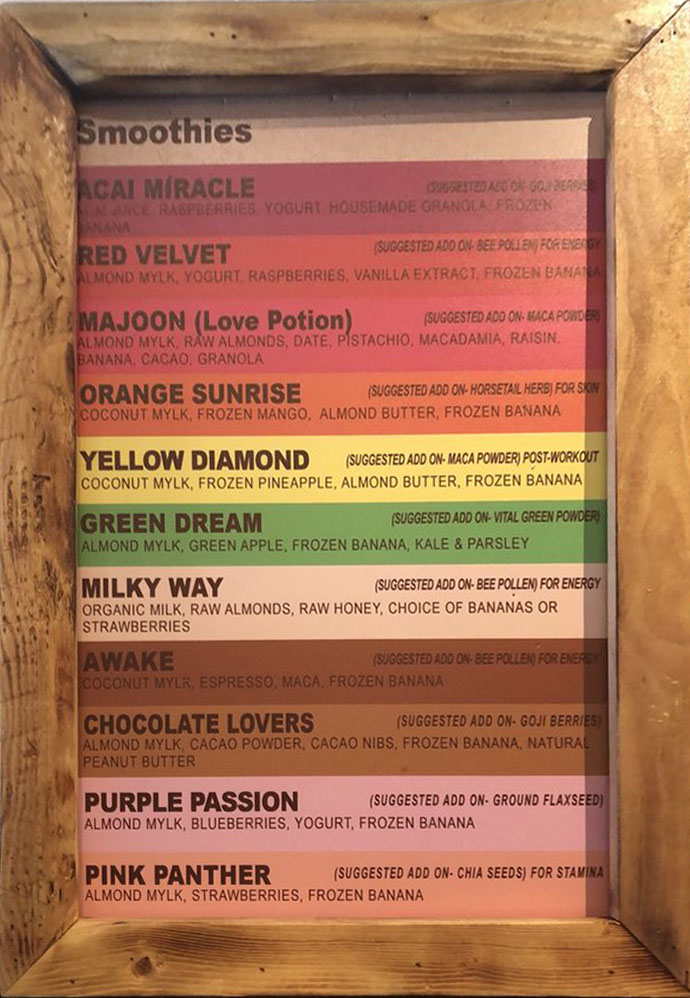 Smoothies
ACAI MIRACLE (SUGGESTED ADD ON- GOJI BERRIES)
ACAI JUICE, RASPBERRIES, YOGURT, HOUSEMADE GRANOLA, FROZEN
BANANA
RED VELVET (SUGGESTED ADD ON- BEE POLLEN) FOR ENERGY
ALMOND MYLK, YOGURT, RASPBERRIES, VANILLA EXTRACT, FROZEN BANANA
MAJOON (Love Potion) (SUGGESTED ADD ON- MACA POWDER)
ALMOND MYLK, RAW ALMONDS, DATE, PISTACHIO, MACADAMIA, RAISIN,
BANANA, CACAO, GRANOLA
ORANGE SUNRISE (SUGGESTED ADD ON- HORSETAIL HERB) FOR SKIN
COCONUT MYLK, FROZEN MANGO, ALMOND BUTTER, FROZEN BANANA
YELLOW DIAMOND (SUGGESTED ADD ON- MACA POWDER) POST-WORKOUT
COCONUT MYLK, FROZEN PINEAPPLE, ALMOND BUTTER, FROZEN BANANA
GREEN DREAM (SUGGESTED ADD ON- VITAL GREEN POWDER)
ALMOND MYLK, GREEN APPLE, FROZEN BANANA, KALE & PARSLEY
MILKY WAY (SUGGESTED ADD ON- BEE POLLEN) FOR ENERGY
ORGANIC MILK, RAW ALMONDS, RAW HONEY, CHOICE OF BANANAS OR
STRAWBERRIES
AWAKE (SUGGESTED ADD ON- BEE POLLEN) FOR ENERGY
COCONUT MYLK, ESPRESSO, MACA, FROZEN BANANA
CHOCOLATE LOVERS (SUGGESTED ADD ON- GOJI BERRIES)
ALMOND MYLK, CACAO POWDER, CACAO NIBS, FROZEN BANANA, NATURAL
PEANUT BUTTER
PURPLE PASSION (SUGGESTED ADD ON- GROUND FLAXSEED)
ALMOND MYLK, BLUEBERRIES, YOGURT, FROZEN BANANA
PINK PANTHER (SUGGESTED ADD ON- CHIA SEEDS) FOR STAMINA
ALMOND MYLK, STRAWBERRIES, FROZEN BANANA